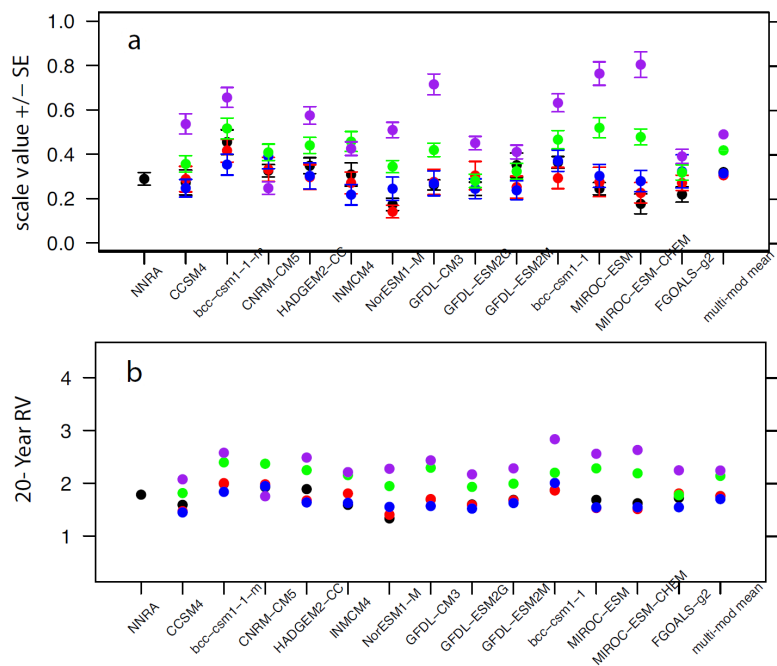 a
scale value +/− SE
1.0
0.8
0.6
0.4
0.2
0.0
NNRA
CCSM4
bcc−csm1−1−m
CNRM−CM5
HADGEM2−CC
INMCM4
NorESM1−M
GFDL−CM3
GFDL−ESM2G
GFDL−ESM2M
bcc−csm1−1
MIROC−ESM
MIROC−ESM−CHEM
FGOALS−g2
multi−mod mean
b
20- Year RV
4
3
2
1
NNRA
CCSM4
bcc−csm1−1−m
CNRM−CM5
HADGEM2−CC
INMCM4
NorESM1−M
GFDL−CM3
GFDL−ESM2G
GFDL−ESM2M
bcc−csm1−1
MIROC−ESM
MIROC−ESM−CHEM
FGOALS−g2
multi−mod mean